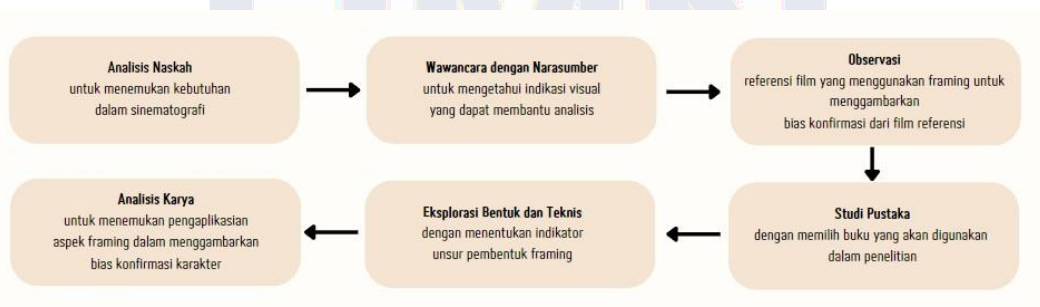 Analisis Naskah
untuk menemukan kebutuhan
dalam sinematografi
Wawancara dengan Narasumber
untuk mengetahui indikasi visual
yang dapat membantu analisis
Observasi
referensi film yang menggunakan framing untuk
menggambarkan
bias konfirmasi dari film referensi
Studi Pustaka
dengan memilih buku yang akan digunakan
dalam penelitian
Eksplorasi Bentuk dan Teknis
dengan menentukan indikator
unsur pembentuk framing
Analisis Karya
untuk menemukan pengaplikasian
aspek framing dalam menggambarkan
bias konfirmasi karakter